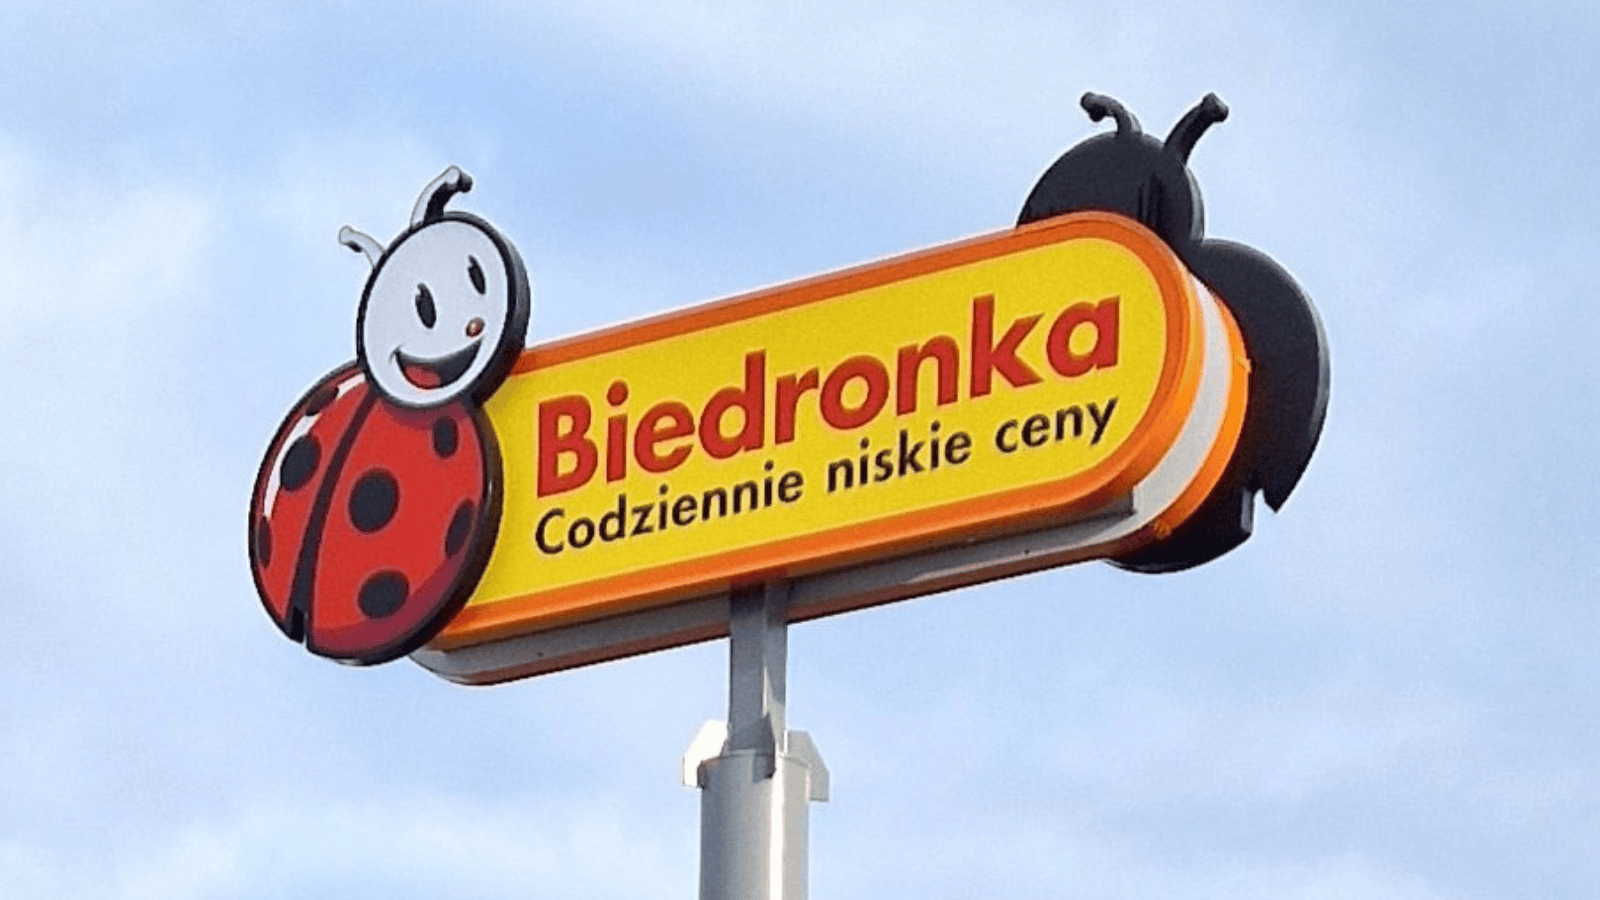 Biedronka
Codziennie niskie ceny